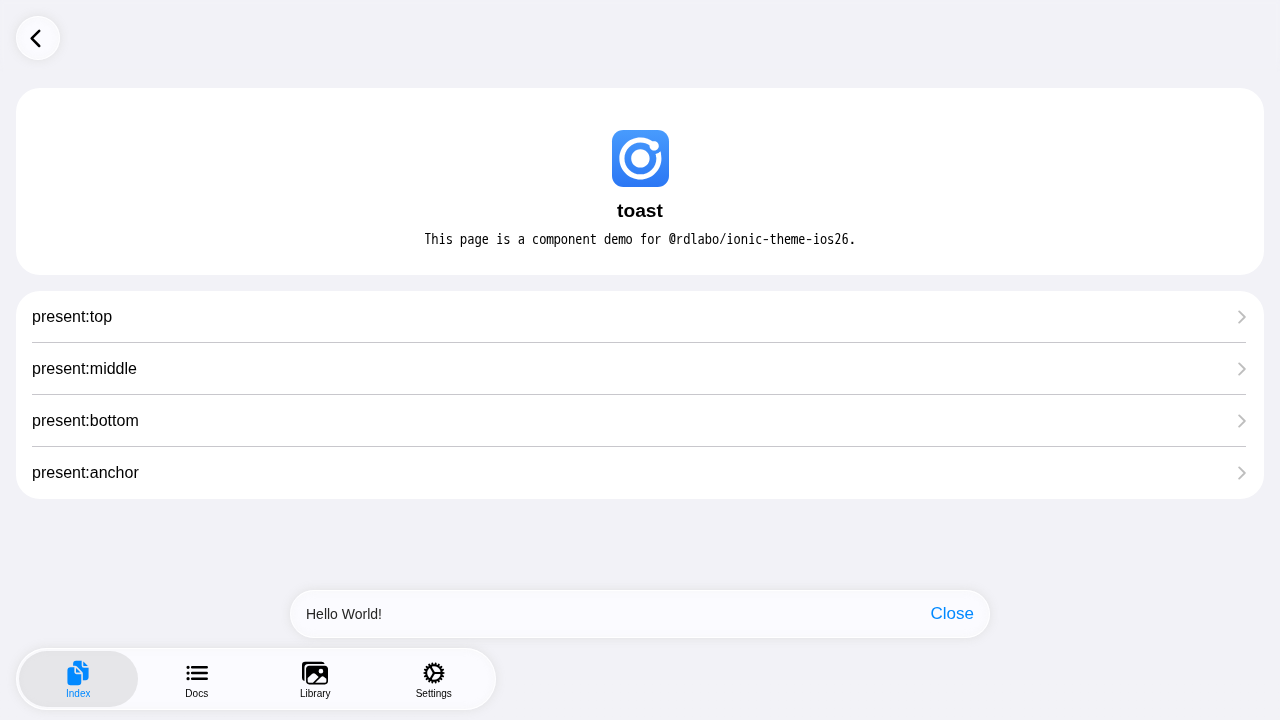 toast
This page is a component demo for @rdlabo/ionic-theme-ios26.
present:top
present:middle
present:bottom
present:anchor
Hello World! Close
Index Docs Library Settings